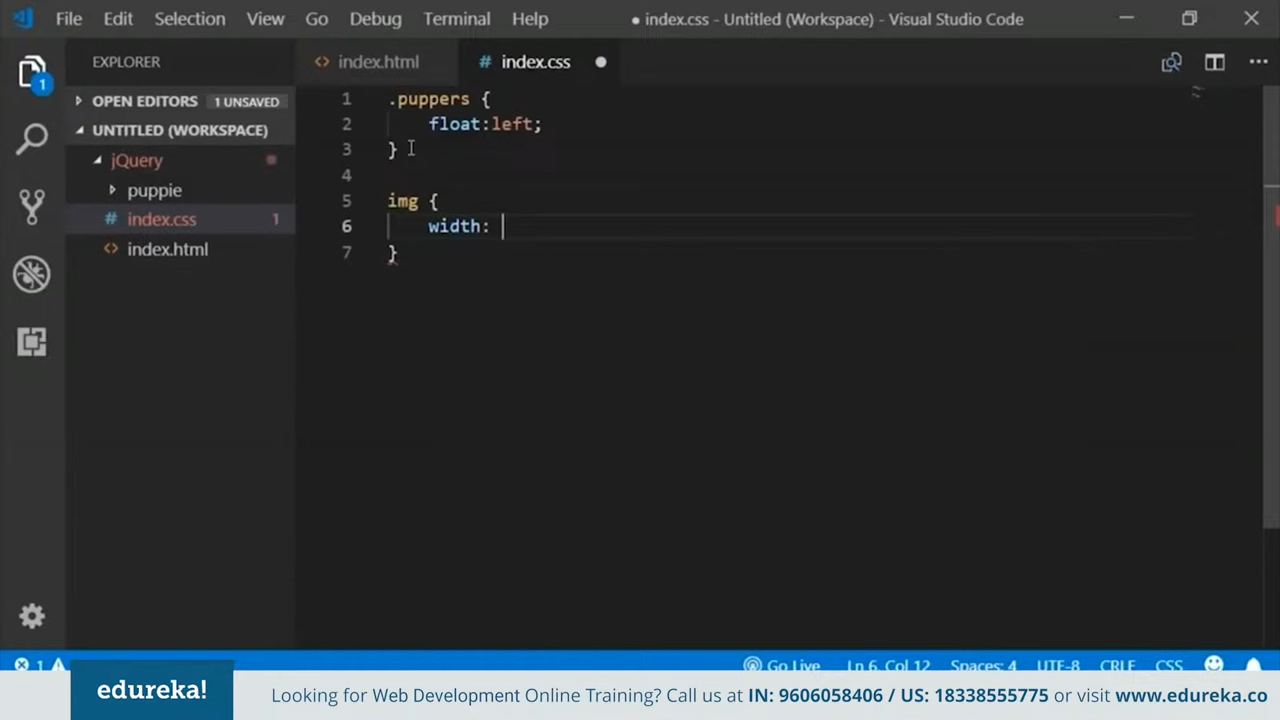 File Edit Selection View Go Debug Terminal Help ● index.css - Untitled (Workspace) - Visual Studio Code
EXPLORER
index.html
# index.css
1
OPEN EDITORS 1 UNSAVED
UNTITLED (WORKSPACE)
jQuery
puppie
# index.css 1
index.html
1 .puppers {
2 float:left;
3 }
4
5 img {
6 width:
7 }
1 Go Live Ln 6, Col 12 Spaces: 4 UTF-8 CRLF CSS
edureka!
Looking for Web Development Online Training? Call us at IN: 9606058406 / US: 18338555775 or visit www.edureka.co